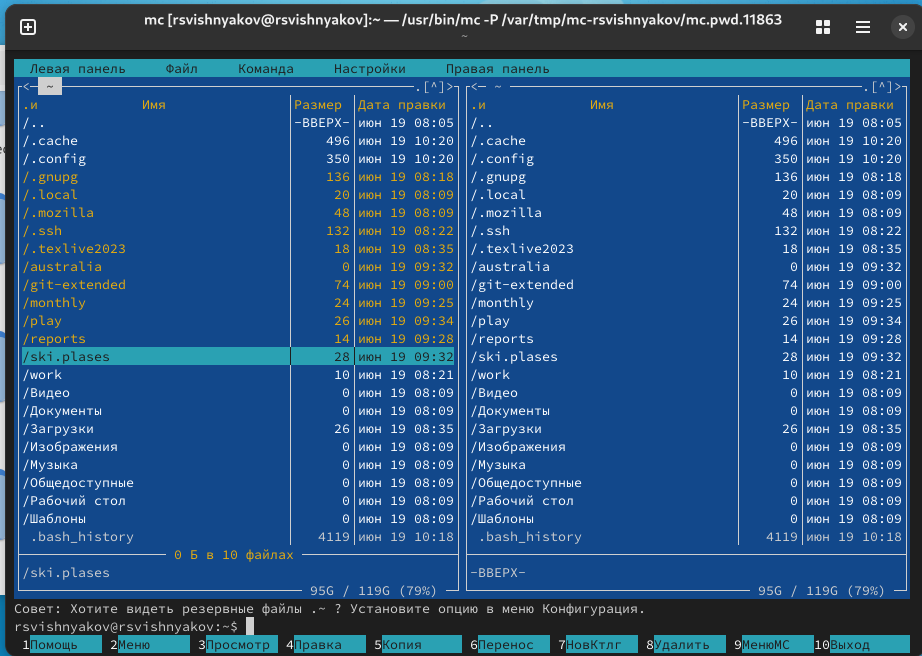 mc [rsvishnyakov@rsvishnyakov]:~ — /usr/bin/mc -P /var/tmp/mc-rsvishnyakov/mc.pwd.11863
~
Левая панель Файл Команда Настройки Правая панель
<— ~ .[^]> <— ~ .[^]>
.и Имя Размер Дата правки .и Имя Размер Дата правки
/.. -ВВЕРХ- июн 19 08:05 /.. -ВВЕРХ- июн 19 08:05
/.cache 496 июн 19 10:20 /.cache 496 июн 19 10:20
/.config 350 июн 19 10:20 /.config 350 июн 19 10:20
/.gnupg 136 июн 19 08:18 /.gnupg 136 июн 19 08:18
/.local 20 июн 19 08:09 /.local 20 июн 19 08:09
/.mozilla 48 июн 19 08:09 /.mozilla 48 июн 19 08:09
/.ssh 132 июн 19 08:22 /.ssh 132 июн 19 08:22
/.texlive2023 18 июн 19 08:35 /.texlive2023 18 июн 19 08:35
/australia 0 июн 19 09:32 /australia 0 июн 19 09:32
/git-extended 74 июн 19 09:00 /git-extended 74 июн 19 09:00
/monthly 24 июн 19 09:25 /monthly 24 июн 19 09:25
/play 26 июн 19 09:34 /play 26 июн 19 09:34
/reports 14 июн 19 09:28 /reports 14 июн 19 09:28
/ski.plases 28 июн 19 09:32 /ski.plases 28 июн 19 09:32
/work 10 июн 19 08:21 /work 10 июн 19 08:21
/Видео 0 июн 19 08:09 /Видео 0 июн 19 08:09
/Документы 0 июн 19 08:09 /Документы 0 июн 19 08:09
/Загрузки 26 июн 19 08:35 /Загрузки 26 июн 19 08:35
/Изображения 0 июн 19 08:09 /Изображения 0 июн 19 08:09
/Музыка 0 июн 19 08:09 /Музыка 0 июн 19 08:09
/Общедоступные 0 июн 19 08:09 /Общедоступные 0 июн 19 08:09
/Рабочий стол 0 июн 19 08:09 /Рабочий стол 0 июн 19 08:09
/Шаблоны 0 июн 19 08:09 /Шаблоны 0 июн 19 08:09
.bash_history 4119 июн 19 10:18 .bash_history 4119 июн 19 10:18
0 Б в 10 файлах
/ski.plases -ВВЕРХ-
95G / 119G (79%) 95G / 119G (79%)
Совет: Хотите видеть резервные файлы .~ ? Установите опцию в меню Конфигурация.
rsvishnyakov@rsvishnyakov:~$
1Помощь 2Меню 3Просмотр 4Правка 5Копия 6Перенос 7НовКтлг 8Удалить 9МенюМС 10Выход